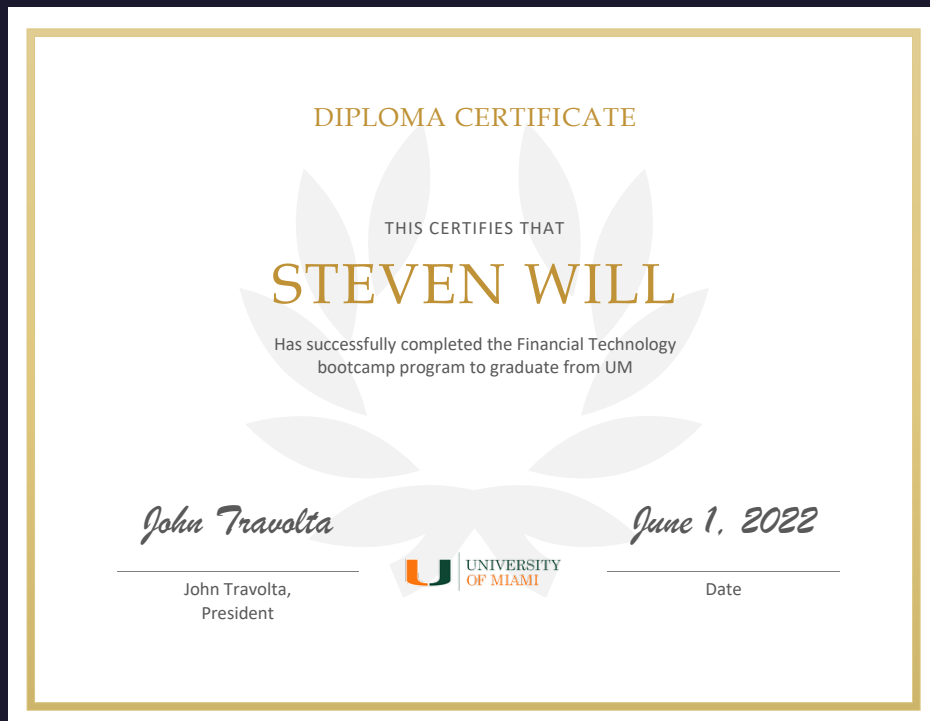 DIPLOMA CERTIFICATE
THIS CERTIFIES THAT
STEVEN WILL
Has successfully completed the Financial Technology
bootcamp program to graduate from UM
John Travolta
John Travolta,
President
UNIVERSITY
OF MIAMI
June 1, 2022
Date